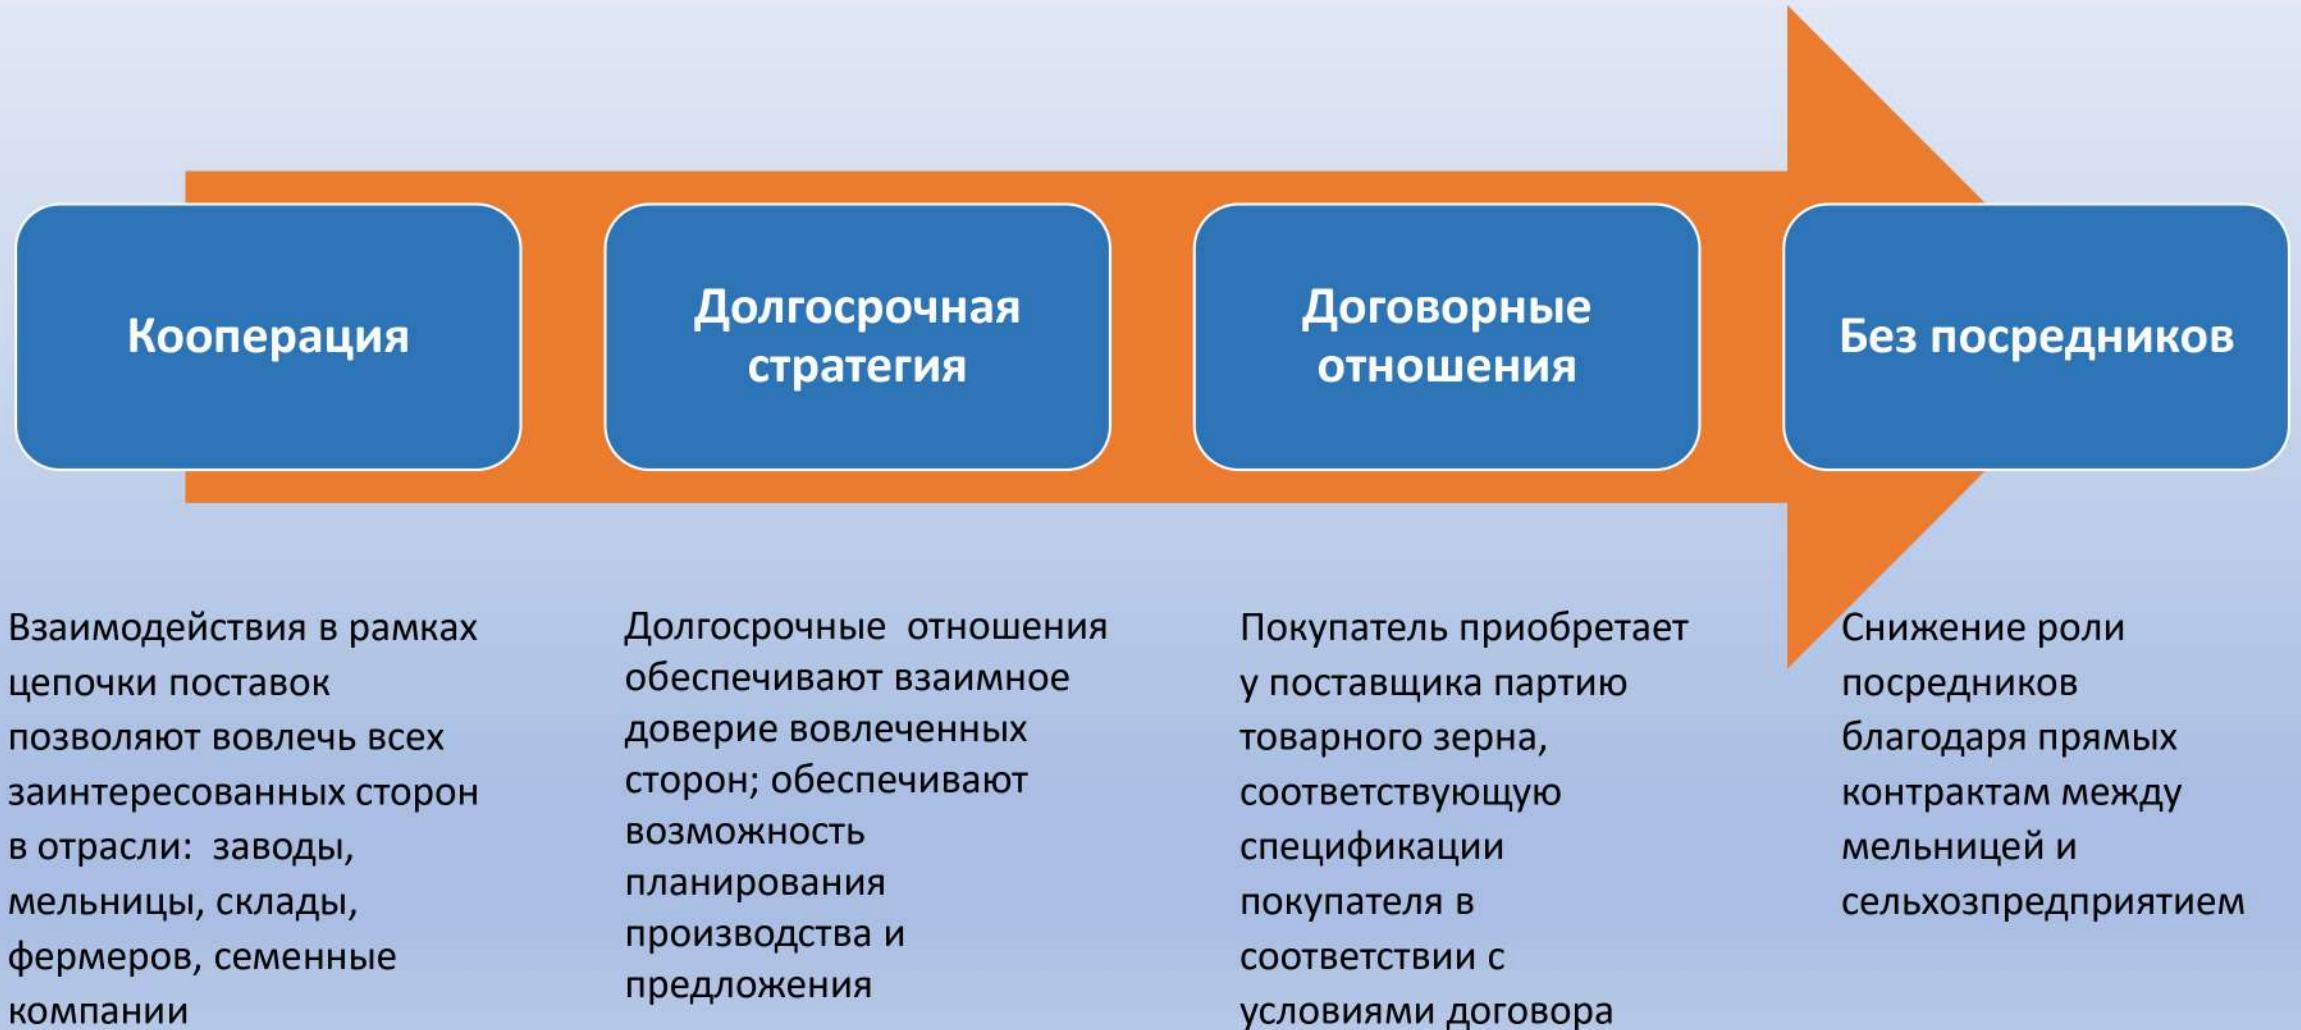 Кооперация
Долгосрочная
стратегия
Договорные
отношения
Без посредников
Взаимодействия в рамках
цепочки поставок
позволяют вовлечь всех
заинтересованных сторон
в отрасли: заводы,
мельницы, склады,
фермеров, семенные
компании
Долгосрочные отношения
обеспечивают взаимное
доверие вовлеченных
сторон; обеспечивают
возможность
планирования
производства и
предложения
Покупатель приобретает
у поставщика партию
товарного зерна,
соответствующую
спецификации
покупателя в
соответствии с
условиями договора
Снижение роли
посредников
благодаря прямых
контрактам между
мельницей и
сельхозпредприятием